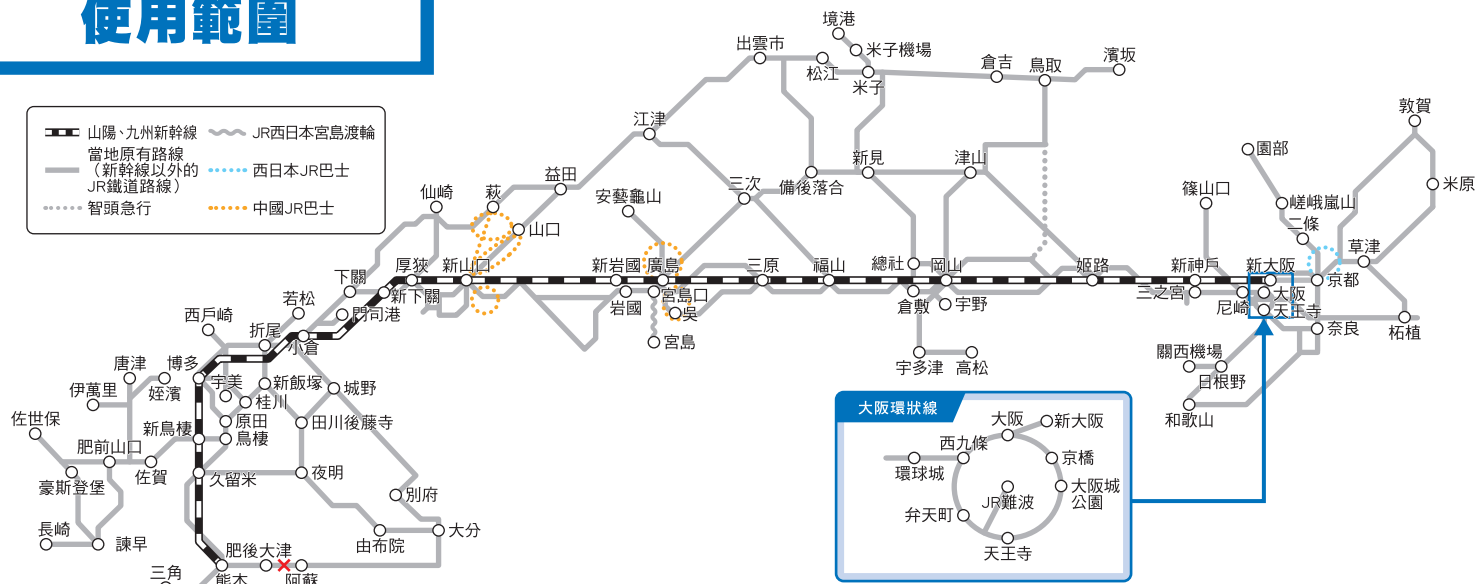 使用範圍
山陽、九州新幹線
當地原有路線
（新幹線以外的
JR鐵道路線）
智頭急行
JR西日本宮島渡輪
西日本JR巴士
中國JR巴士
境港
出雲市
米子機場
松江
米子
倉吉
鳥取
濱坂
敦賀
江津
園部
新見
津山
益田
三次
備後落合
米原
仙崎
萩
安藝龜山
篠山口
嵯峨嵐山
二條
山口
草津
厚狹
新山口
新岩國
廣島
三原
福山
總社
岡山
姬路
新神戶
新大阪
京都
下關
新下關
岩國
宮島口
倉敷
宇野
三之宮
尼崎
大阪
天王寺
若松
門司港
吳
奈良
柘植
西戶崎
折尾
小倉
宮島
宇多津
高松
關西機場
日根野
和歌山
唐津
博多
伊萬里
姪濱
宇美
新飯塚
城野
桂川
佐世保
新鳥棲
原田
鳥棲
田川後藤寺
肥前山口
佐賀
久留米
夜明
豪斯登堡
別府
長崎
諫早
由布院
大分
肥後大津
三角
熊本
阿蘇
大阪環狀線
大阪
新大阪
西九條
京橋
環球城
大阪城
公園
JR難波
弁天町
天王寺